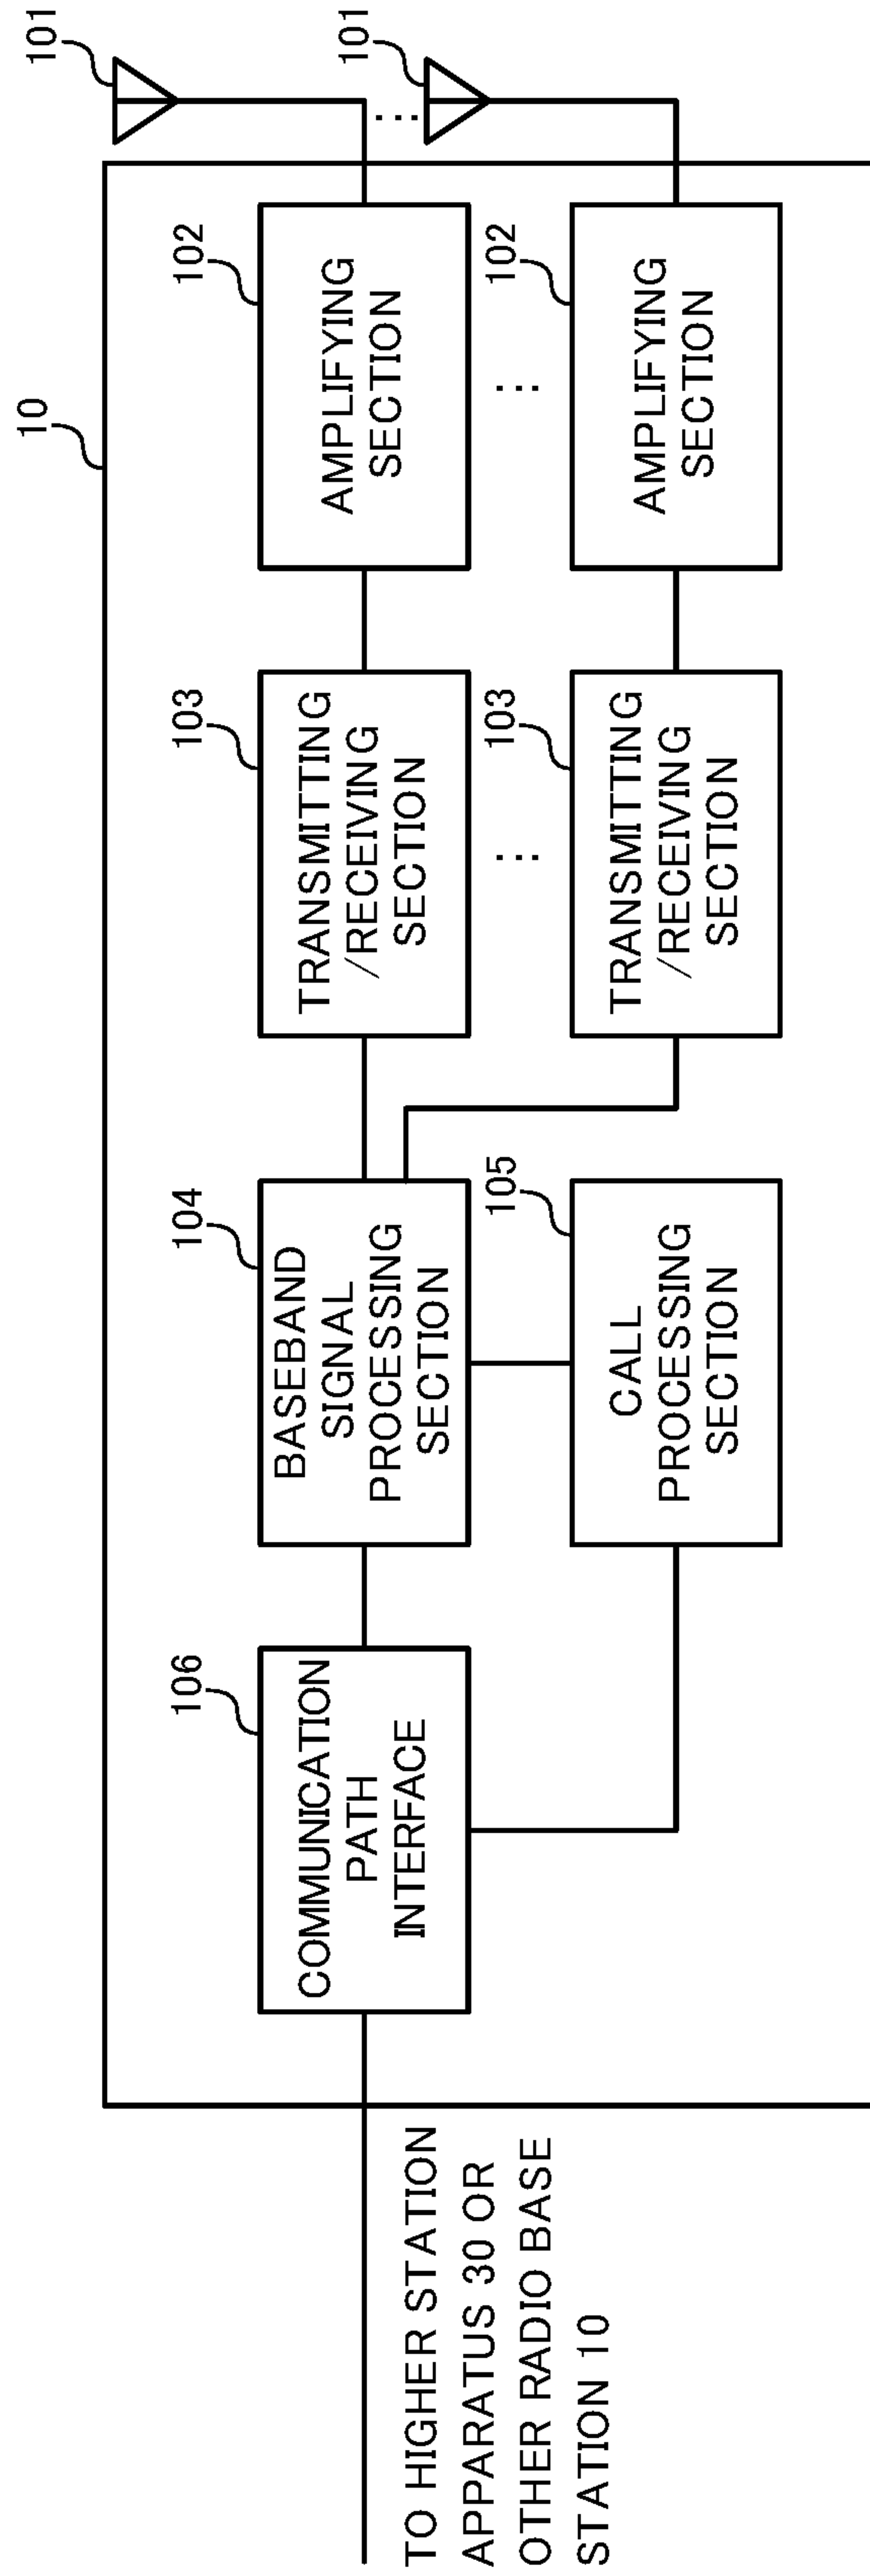 101
101
10
102
AMPLIFYING
SECTION
102
AMPLIFYING
SECTION
103
TRANSMITTING
/RECEIVING
SECTION
103
TRANSMITTING
/RECEIVING
SECTION
104
BASEBAND
SIGNAL
PROCESSING
SECTION
105
CALL
PROCESSING
SECTION
106
COMMUNICATION
PATH
INTERFACE
TO HIGHER STATION
APPARATUS 30 OR
OTHER RADIO BASE
STATION 10